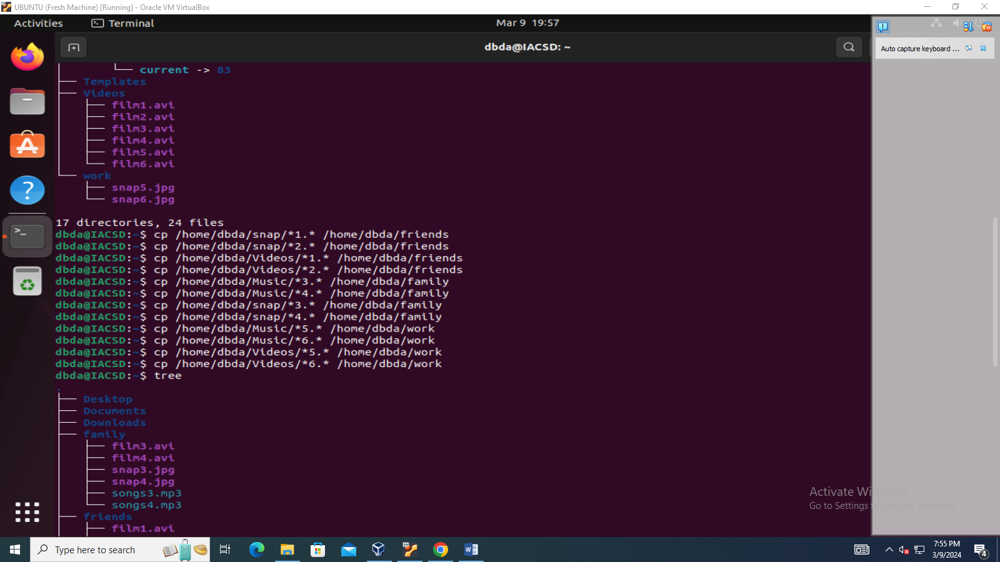 UBUNTU (Fresh Machine) [Running] - Oracle VM VirtualBox
Activities
Terminal
Mar 9 19:57
dbda@IACSD: ~
Auto capture keyboard ...
└── current -> 83
├── Templates
├── Videos
│   ├── film1.avi
│   ├── film2.avi
│   ├── film3.avi
│   ├── film4.avi
│   ├── film5.avi
│   └── film6.avi
└── work
    ├── snap5.jpg
    └── snap6.jpg
17 directories, 24 files
dbda@IACSD:~$ cp /home/dbda/snap/*1.* /home/dbda/friends
dbda@IACSD:~$ cp /home/dbda/snap/*2.* /home/dbda/friends
dbda@IACSD:~$ cp /home/dbda/Videos/*1.* /home/dbda/friends
dbda@IACSD:~$ cp /home/dbda/Videos/*2.* /home/dbda/friends
dbda@IACSD:~$ cp /home/dbda/Music/*3.* /home/dbda/family
dbda@IACSD:~$ cp /home/dbda/Music/*4.* /home/dbda/family
dbda@IACSD:~$ cp /home/dbda/snap/*3.* /home/dbda/family
dbda@IACSD:~$ cp /home/dbda/snap/*4.* /home/dbda/family
dbda@IACSD:~$ cp /home/dbda/Music/*5.* /home/dbda/work
dbda@IACSD:~$ cp /home/dbda/Music/*6.* /home/dbda/work
dbda@IACSD:~$ cp /home/dbda/Videos/*5.* /home/dbda/work
dbda@IACSD:~$ cp /home/dbda/Videos/*6.* /home/dbda/work
dbda@IACSD:~$ tree
.
├── Desktop
├── Documents
├── Downloads
├── family
│   ├── film3.avi
│   ├── film4.avi
│   ├── snap3.jpg
│   ├── snap4.jpg
│   ├── songs3.mp3
│   └── songs4.mp3
├── friends
│   ├── film1.avi
Activate Windows
Go to Settings to activate Windows.
Type here to search
7:55 PM
3/9/2024
4